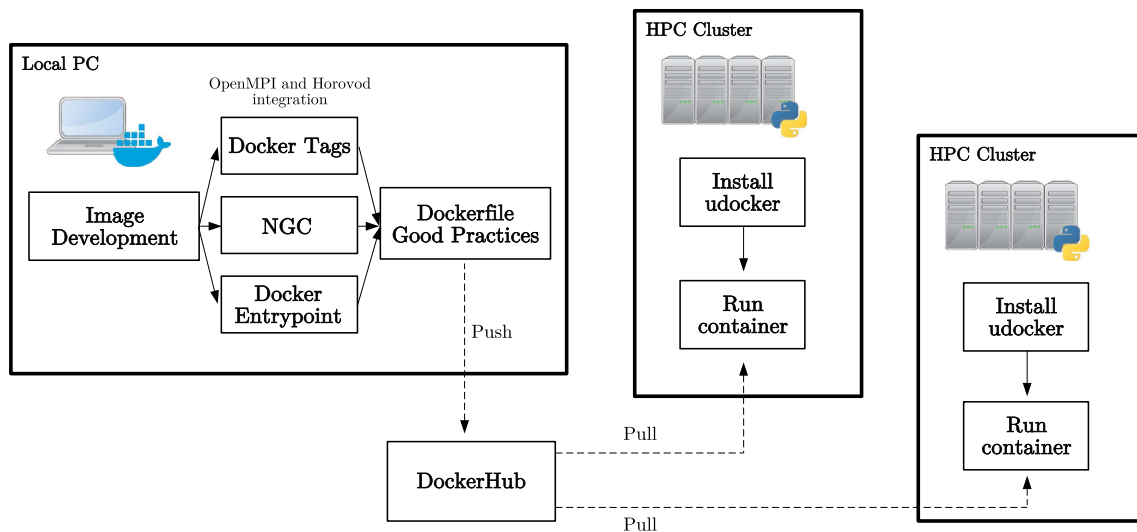 Local PC
OpenMPI and Horovod
integration
Docker Tags
Image
Development
NGC
Docker
Entrypoint
Dockerfile
Good Practices
Push
DockerHub
Pull
Pull
HPC Cluster
Install
udocker
Run
container
HPC Cluster
Install
udocker
Run
container